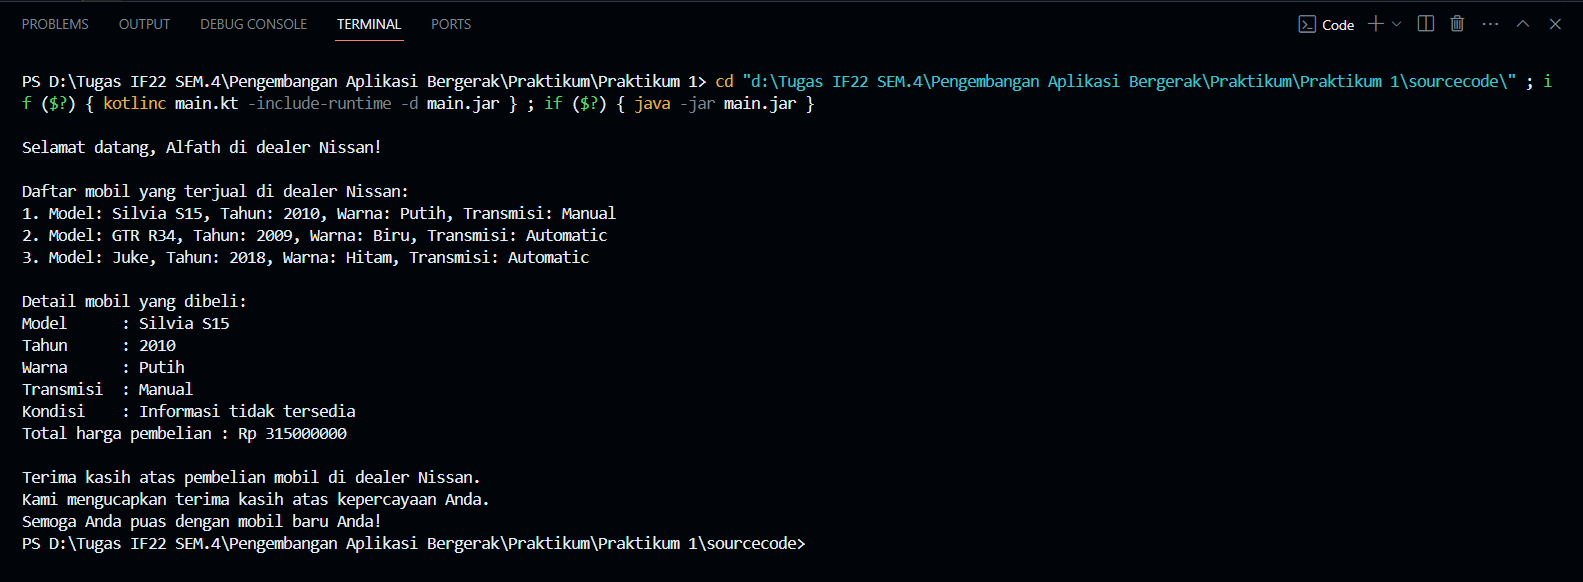 PROBLEMS OUTPUT DEBUG CONSOLE TERMINAL PORTS Code
PS D:\Tugas IF22 SEM.4\Pengembangan Aplikasi Bergerak\Praktikum\Praktikum 1> cd "d:\Tugas IF22 SEM.4\Pengembangan Aplikasi Bergerak\Praktikum\Praktikum 1\sourcecode\" ; i
f ($?) { kotlinc main.kt -include-runtime -d main.jar } ; if ($?) { java -jar main.jar }
Selamat datang, Alfath di dealer Nissan!
Daftar mobil yang terjual di dealer Nissan:
1. Model: Silvia S15, Tahun: 2010, Warna: Putih, Transmisi: Manual
2. Model: GTR R34, Tahun: 2009, Warna: Biru, Transmisi: Automatic
3. Model: Juke, Tahun: 2018, Warna: Hitam, Transmisi: Automatic
Detail mobil yang dibeli:
Model      : Silvia S15
Tahun      : 2010
Warna      : Putih
Transmisi  : Manual
Kondisi    : Informasi tidak tersedia
Total harga pembelian : Rp 315000000
Terima kasih atas pembelian mobil di dealer Nissan.
Kami mengucapkan terima kasih atas kepercayaan Anda.
Semoga Anda puas dengan mobil baru Anda!
PS D:\Tugas IF22 SEM.4\Pengembangan Aplikasi Bergerak\Praktikum\Praktikum 1\sourcecode>